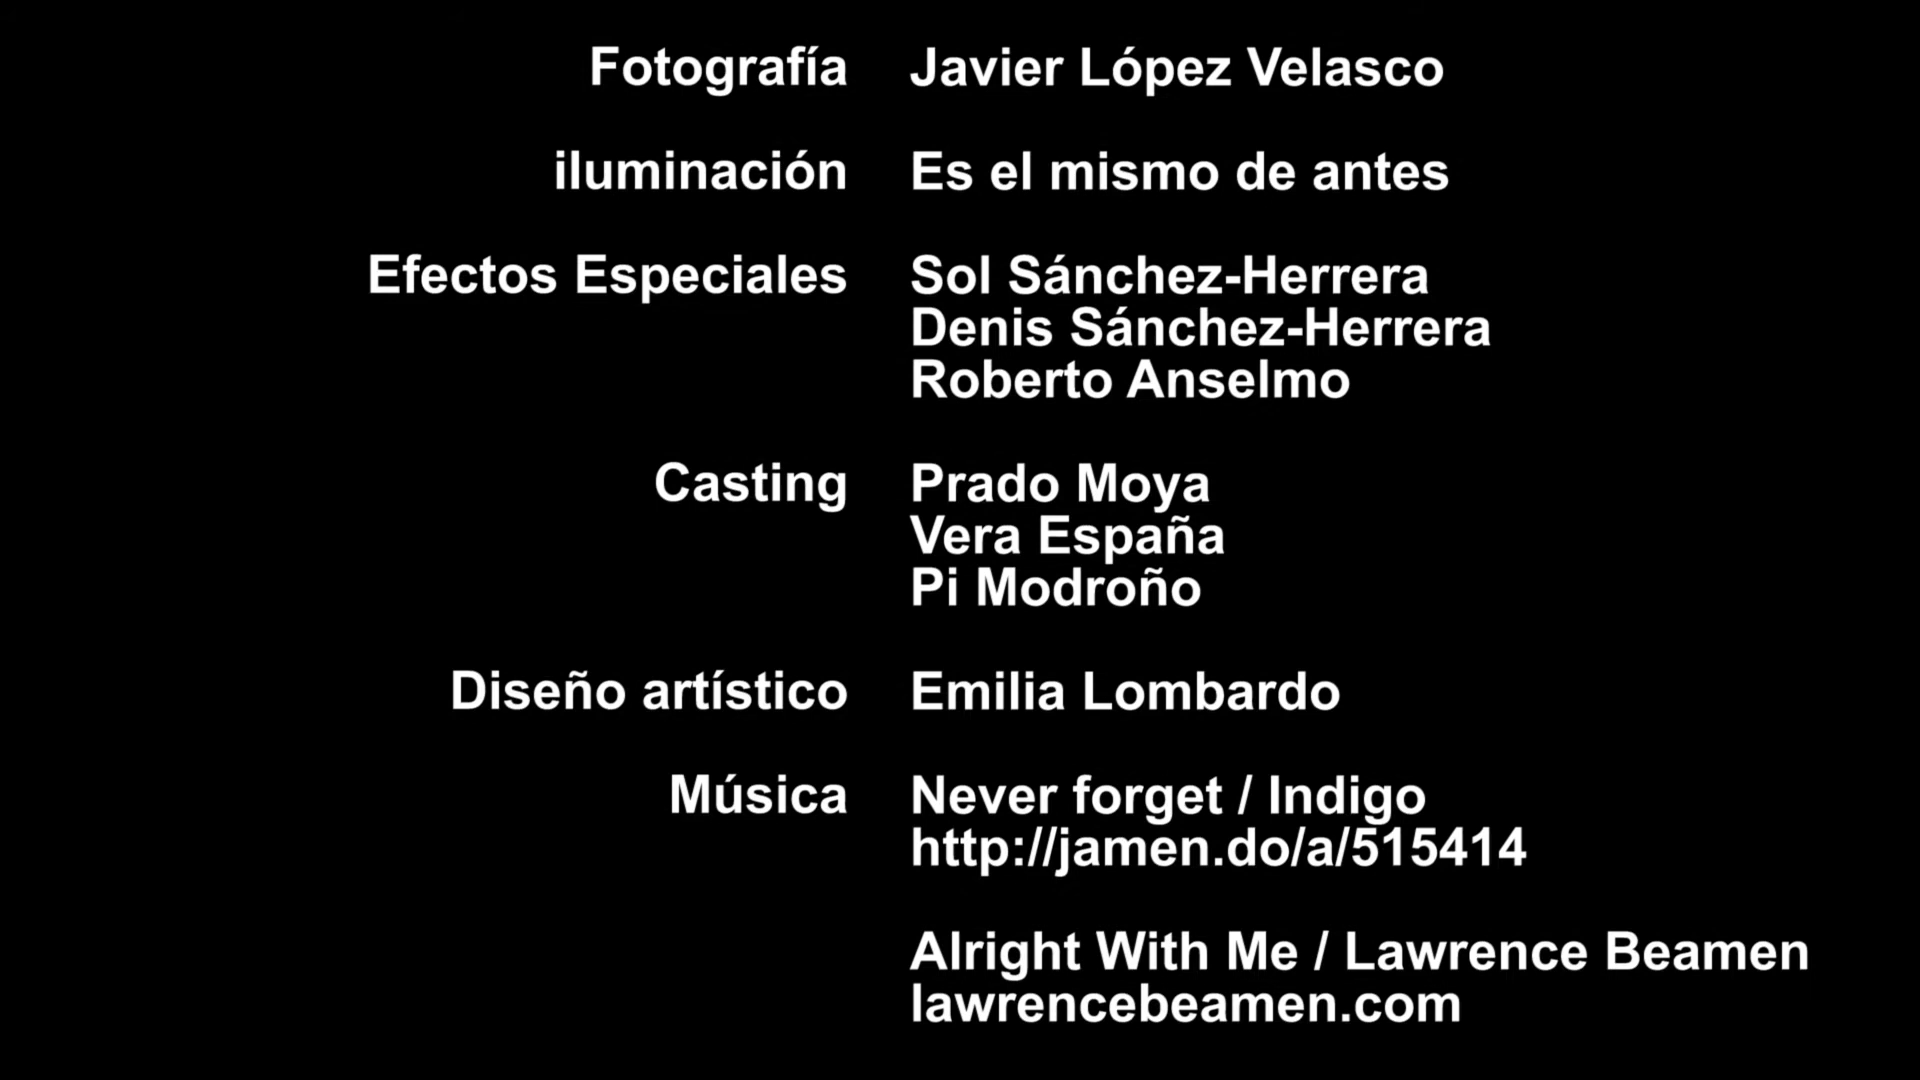 Fotografía Javier López Velasco
iluminación Es el mismo de antes
Efectos Especiales Sol Sánchez-Herrera
Denis Sánchez-Herrera
Roberto Anselmo
Casting Prado Moya
Vera España
Pi Modroño
Diseño artístico Emilia Lombardo
Música Never forget / Indigo
http://jamen.do/a/515414
Alright With Me / Lawrence Beamen
lawrencebeamen.com